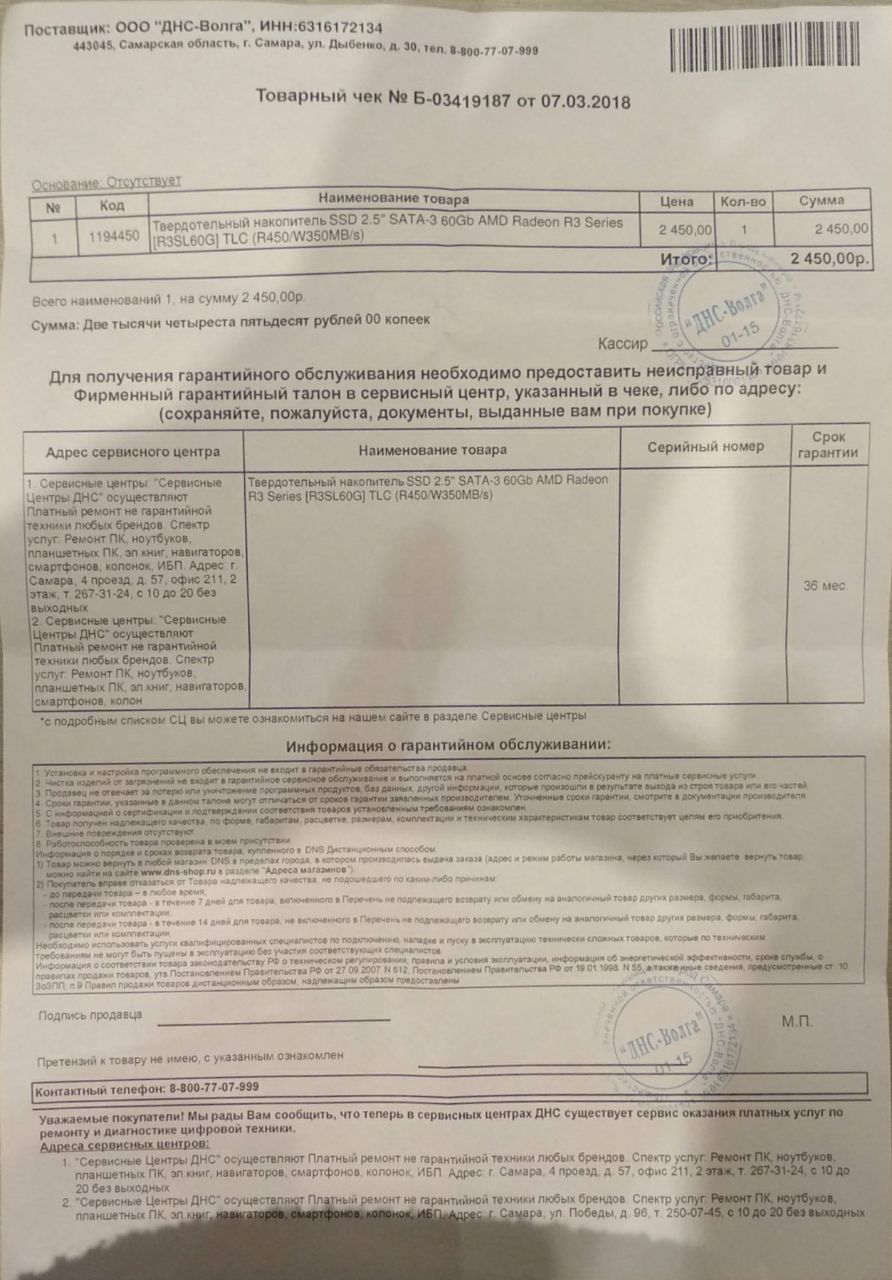 Поставщик: ООО "ДНС-Волга", ИНН:6316172134
443045, Самарская область, г. Самара, ул. Дыбенко, д. 30, тел. 8-800-77-07-999
Товарный чек № Б-03419187 от 07.03.2018
Основание: Отсутствует
№ Код Наименование товара Цена Кол-во Сумма
1 1194450 Твердотельный накопитель SSD 2.5" SATA-3 60Gb AMD Radeon R3 Series 2 450,00 1 2 450,00
[R3SL60G] TLC (R450/W350MB/s)
Итого: 2 450,00р.
Всего наименований 1, на сумму 2 450,00р.
Сумма: Две тысячи четыреста пятьдесят рублей 00 копеек
Кассир
"ДНС-Волга"
01-15
Для получения гарантийного обслуживания необходимо предоставить неисправный товар и
Фирменный гарантийный талон в сервисный центр, указанный в чеке, либо по адресу:
(сохраняйте, пожалуйста, документы, выданные вам при покупке)
Адрес сервисного центра Наименование товара Серийный номер Срок гарантии
1. Сервисные центры: "Сервисные
Центры ДНС" осуществляют
Платный ремонт не гарантийной
техники любых брендов. Спектр
услуг: Ремонт ПК, ноутбуков,
планшетных ПК, эл книг, навигаторов,
смартфонов, колонок, ИБП. Адрес: г.
Самара, 4 проезд, д. 57, офис 211, 2
этаж, т. 267-31-24, с 10 до 20 без
выходных
2. Сервисные центры: "Сервисные
Центры ДНС" осуществляют
Платный ремонт не гарантийной
техники любых брендов. Спектр
услуг: Ремонт ПК, ноутбуков,
планшетных ПК, эл книг, навигаторов,
смартфонов, колон
Твердотельный накопитель SSD 2.5" SATA-3 60Gb AMD Radeon
R3 Series [R3SL60G] TLC (R450/W350MB/s)
36 мес
*с подробным списком СЦ вы можете ознакомиться на нашем сайте в разделе Сервисные центры
Информация о гарантийном обслуживании:
1. Установка и настройка программного обеспечения не входит в гарантийные обязательства продавца.
2. Чистка изделий от загрязнений не входит в гарантийное сервисное обслуживание и выполняется на платной основе согласно прейскуранту на платные сервисные услуги
3. Продавец не отвечает за потерю или уничтожение программных продуктов, баз данных, другой информации, которые произошли в результате выхода из строя товара или его частей.
4. Сроки гарантии, указанные в данном талоне могут отличаться от сроков гарантии заявленных производителем. Уточненные сроки гарантии, смотрите в документации производителя.
5. С информацией о сертификации и подтверждении соответствия товаров установленным требованиям ознакомлен
6. Товар получен надлежащего качества, по форме, габаритам, расцветке, размерам, комплектации и техническим характеристикам товар соответствует целям его приобретения.
7. Внешние повреждения отсутствуют
8. Работоспособность товара проверена в моем присутствии
Информация о порядке и сроках возврата товара, купленного в DNS Дистанционным способом:
1) Товар можно вернуть в любой магазин DNS в пределах города, в котором производилась выдача заказа (адрес и режим работы магазина, через который Вы желаете вернуть товар,
можно найти на сайте www.dns-shop.ru в разделе "Адреса магазинов")
2) Покупатель вправе отказаться от Товара надлежащего качества, не подошедшего по каким-либо причинам:
- до передачи товара – в любое время;
- после передачи товара - в течение 7 дней для товара, включенного в Перечень не подлежащего возврату или обмену на аналогичный товар других размера, формы, габарита,
расцветки или комплектации;
- после передачи товара - в течение 14 дней для товара, не включенного в Перечень не подлежащего возврату или обмену на аналогичный товар других размера, формы, габарита,
расцветки или комплектации.
Необходимо использовать услуги квалифицированных специалистов по подключению, наладке и пуску в эксплуатацию технически сложных товаров, которые по техническим
требованиям не могут быть пущены в эксплуатацию без участия соответствующих специалистов.
Информация о соответствии товара законодательству РФ о техническом регулировании, правила и условия эксплуатации, информация об энергетической эффективности, сроке службы, о
правилах продажи товаров, утв.Постановлением Правительства РФ от 27.09.2007 N 612, Постановлением Правительства РФ от 19.01.1998 N 55, а также иные сведения, предусмотренные ст. 10
ЗоЗПП, п.9 Правил продажи товаров дистанционным образом, надлежащим образом предоставлены
Подпись продавца М.П.
"ДНС-Волга"
01-15
Претензий к товару не имею, с указанным ознакомлен
Контактный телефон: 8-800-77-07-999
Уважаемые покупатели! Мы рады Вам сообщить, что теперь в сервисных центрах ДНС существует сервис оказания платных услуг по
ремонту и диагностике цифровой техники.
Адреса сервисных центров:
1. "Сервисные Центры ДНС" осуществляют Платный ремонт не гарантийной техники любых брендов. Спектр услуг: Ремонт ПК, ноутбуков,
планшетных ПК, эл книг, навигаторов, смартфонов, колонок, ИБП. Адрес: г. Самара, 4 проезд, д. 57, офис 211, 2 этаж, т. 267-31-24, с 10 до
20 без выходных
2. "Сервисные Центры ДНС" осуществляют Платный ремонт не гарантийной техники любых брендов. Спектр услуг: Ремонт ПК, ноутбуков,
планшетных ПК, эл книг, навигаторов, смартфонов, колонок, ИБП. Адрес: г. Самара, ул. Победы, д. 96, т. 250-07-45, с 10 до 20 без выходных